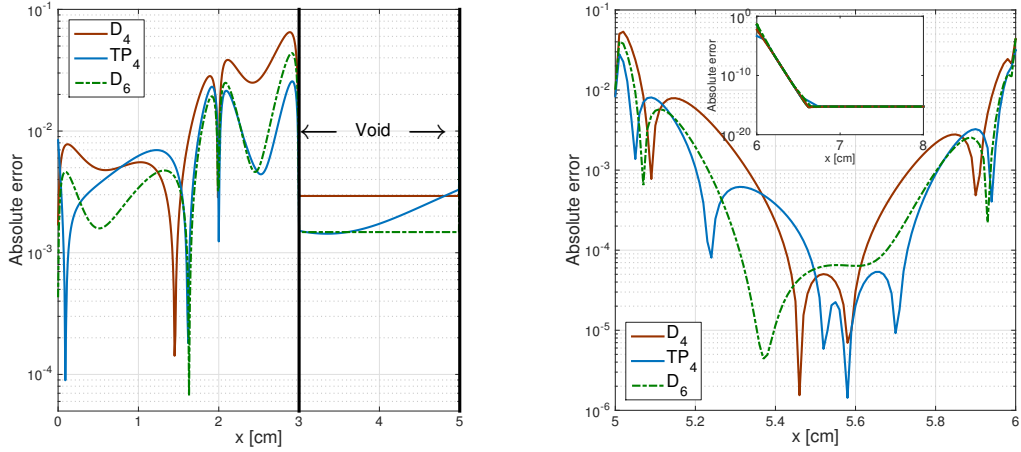 D4
TP4
D6
Void
Absolute error
10-1
10-2
10-3
10-4
0
1
2
3
4
5
x [cm]
D4
TP4
D6
Absolute error
10-1
10-2
10-3
10-4
10-5
10-6
5
5.2
5.4
5.6
5.8
6
x [cm]
Absolute error
100
10-10
10-20
6
7
8
x [cm]